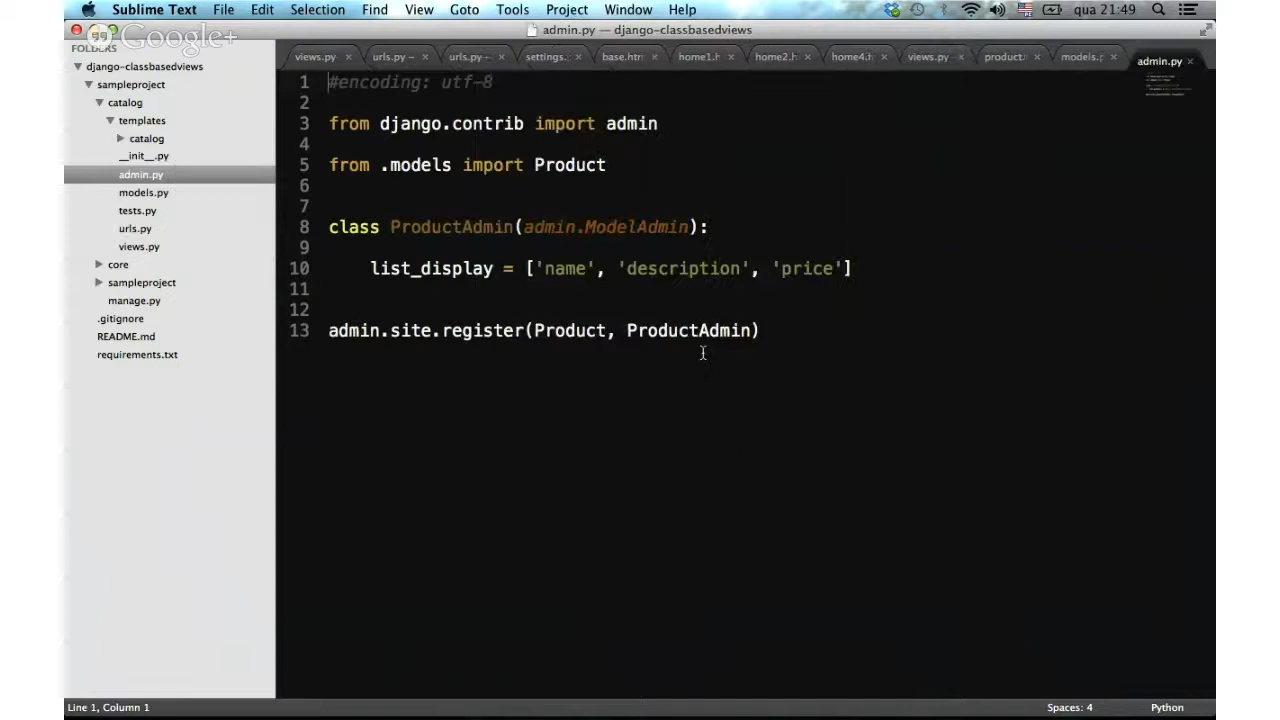 Sublime Text File Edit Selection Find View Goto Tools Project Window Help qua 21:49
Google+
admin.py — django-classbasedviews
FOLDERS
django-classbasedviews
sampleproject
catalog
templates
catalog
__init__.py
admin.py
models.py
tests.py
urls.py
views.py
core
sampleproject
manage.py
.gitignore
README.md
requirements.txt
views.py × urls.py — × urls.py — × settings. × base.htm × home1.h × home2.h × home4.h × views.py — × product. × models.p × admin.py ×
1 #encoding: utf-8
2
3 from django.contrib import admin
4
5 from .models import Product
6
7
8 class ProductAdmin(admin.ModelAdmin):
9
10 list_display = ['name', 'description', 'price']
11
12
13 admin.site.register(Product, ProductAdmin)
Line 1, Column 1 Spaces: 4 Python